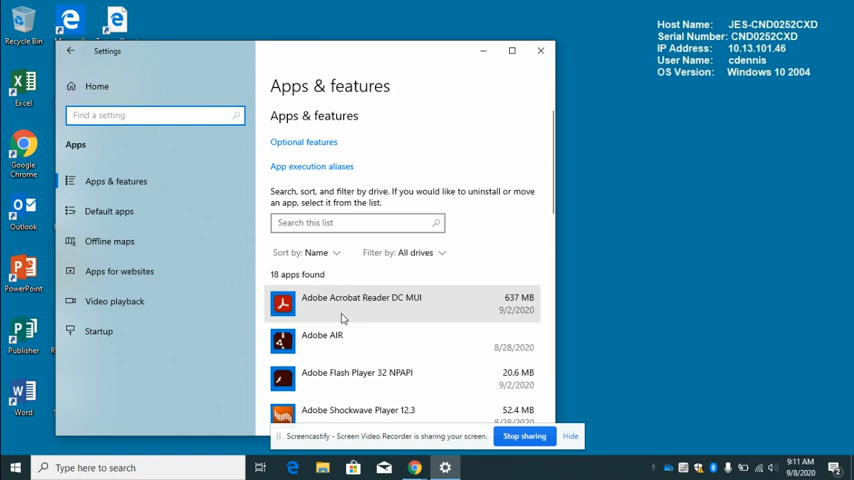 Host Name: JES-CND0252CXD
Serial Number: CND0252CXD
IP Address: 10.13.101.46
User Name: cdennis
OS Version: Windows 10 2004
Recycle Bin
Excel
Google Chrome
Outlook
PowerPoint
Publisher
Word
Settings
Home
Find a setting
Apps
Apps & features
Default apps
Offline maps
Apps for websites
Video playback
Startup
Apps & features
Apps & features
Optional features
App execution aliases
Search, sort, and filter by drive. If you would like to uninstall or move
an app, select it from the list.
Search this list
Sort by: Name Filter by: All drives
18 apps found
Adobe Acrobat Reader DC MUI 637 MB
9/2/2020
Adobe AIR
8/28/2020
Adobe Flash Player 32 NPAPI 20.6 MB
9/2/2020
Adobe Shockwave Player 12.3 52.4 MB
8/28/2020
Screencastify - Screen Video Recorder is sharing your screen. Stop sharing Hide
Type here to search
9:11 AM
9/8/2020
2